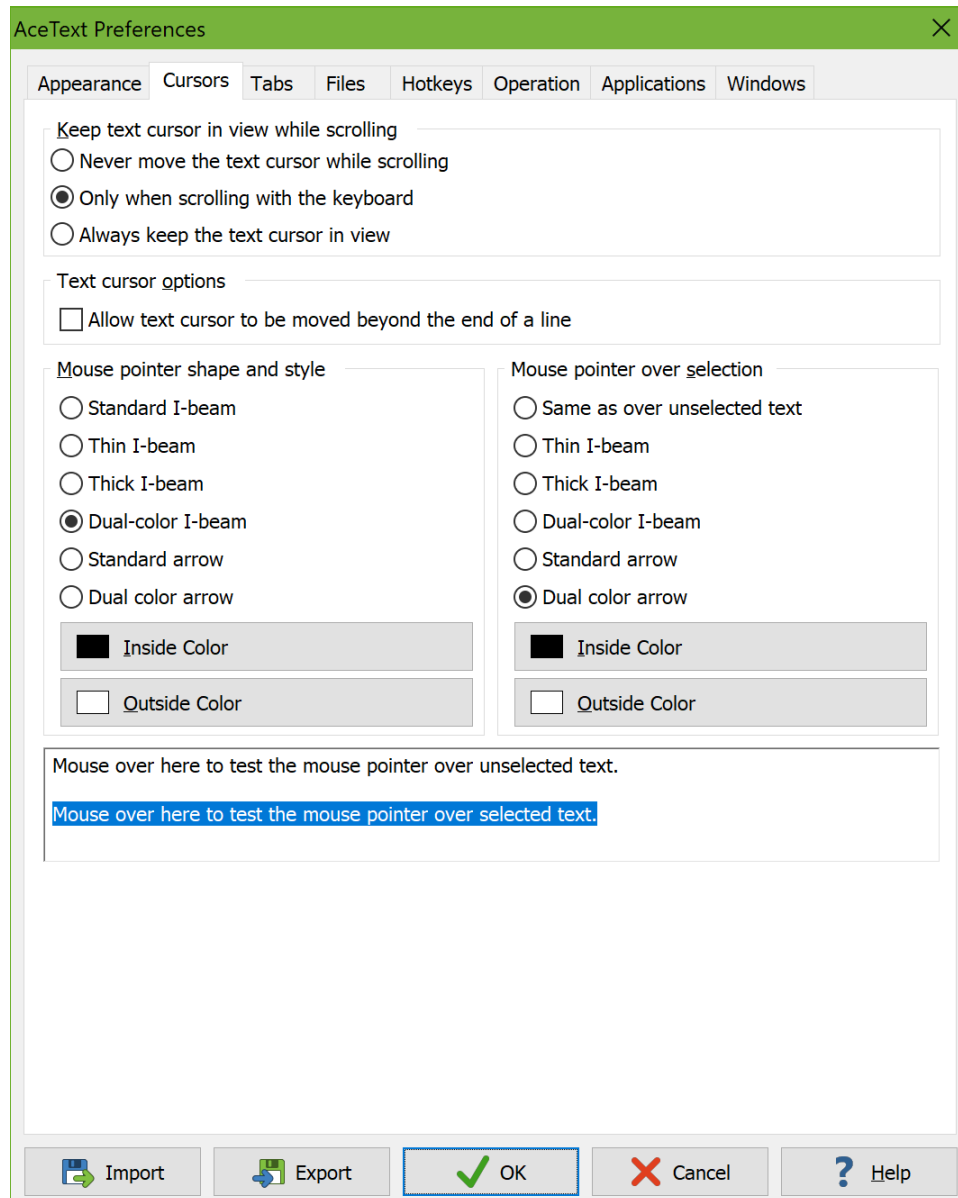 AceText Preferences
Appearance Cursors Tabs Files Hotkeys Operation Applications Windows
Keep text cursor in view while scrolling
Never move the text cursor while scrolling
Only when scrolling with the keyboard
Always keep the text cursor in view
Text cursor options
Allow text cursor to be moved beyond the end of a line
Mouse pointer shape and style
Standard I-beam
Thin I-beam
Thick I-beam
Dual-color I-beam
Standard arrow
Dual color arrow
Inside Color
Outside Color
Mouse pointer over selection
Same as over unselected text
Thin I-beam
Thick I-beam
Dual-color I-beam
Standard arrow
Dual color arrow
Inside Color
Outside Color
Mouse over here to test the mouse pointer over unselected text.
Mouse over here to test the mouse pointer over selected text.
Import Export OK Cancel Help